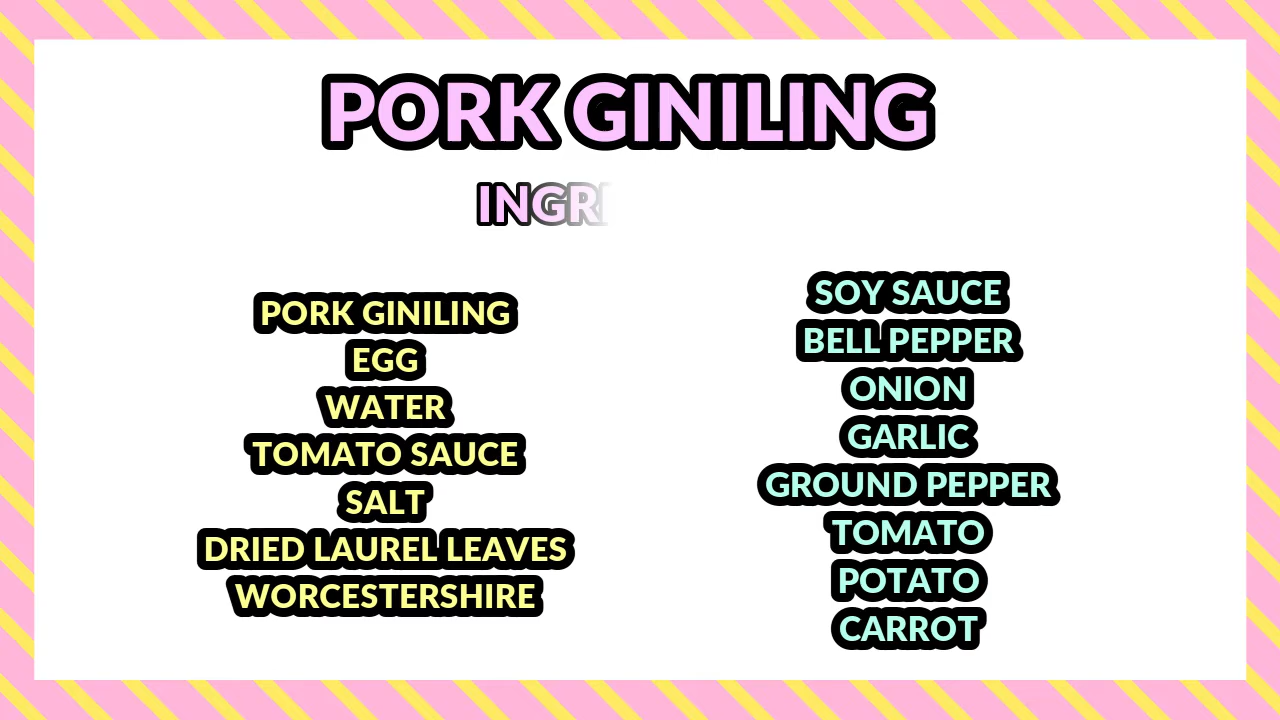 PORK GINILING
INGRE
PORK GINILING
EGG
WATER
TOMATO SAUCE
SALT
DRIED LAUREL LEAVES
WORCESTERSHIRE
SOY SAUCE
BELL PEPPER
ONION
GARLIC
GROUND PEPPER
TOMATO
POTATO
CARROT